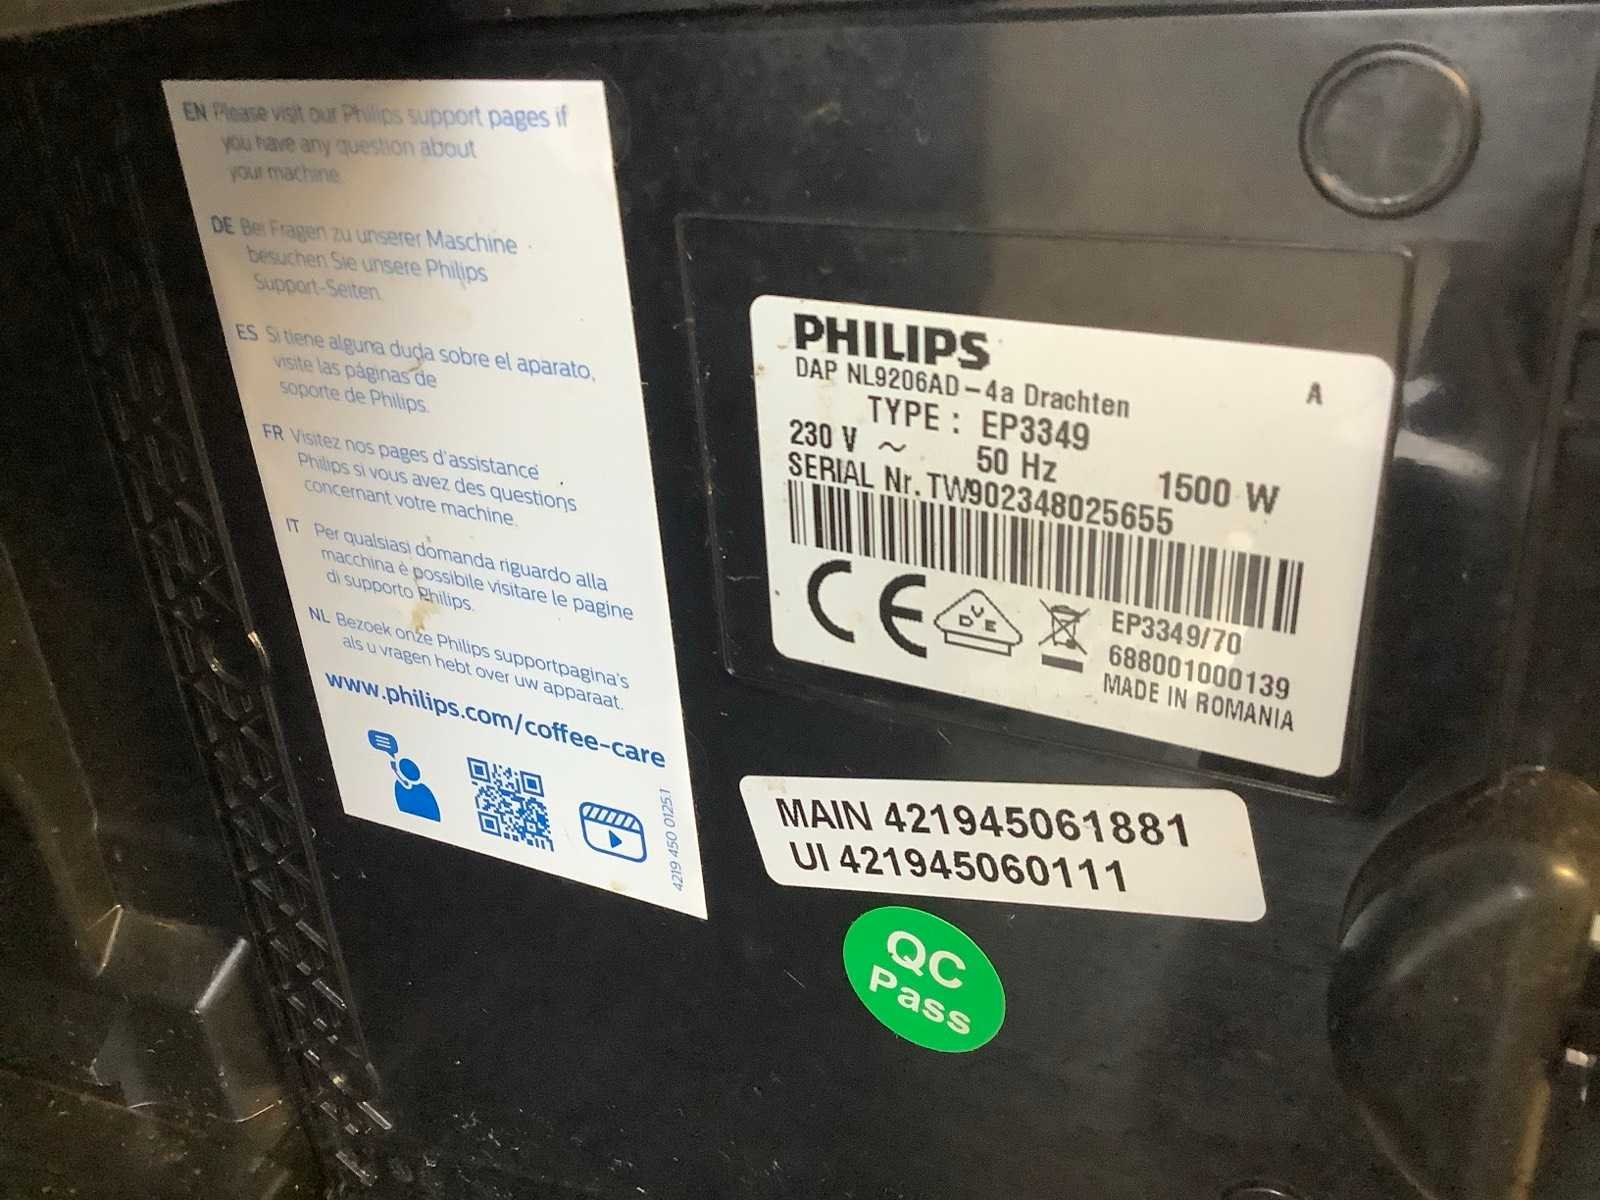 EN Please visit our Philips support pages if
you have any question about
your machine.
DE Bei Fragen zu unserer Maschine
besuchen Sie unsere Philips
Support-Seiten.
ES Si tiene alguna duda sobre el aparato,
visite las páginas de
soporte de Philips.
FR Visitez nos pages d'assistance
Philips si vous avez des questions
concernant votre machine.
IT Per qualsiasi domanda riguardo alla
macchina è possibile visitare le pagine
di supporto Philips.
NL Bezoek onze Philips supportpagina's
als u vragen hebt over uw apparaat.
www.philips.com/coffee-care
4219 450 01251
PHILIPS
DAP NL9206AD-4a Drachten A
TYPE : EP3349
230 V ~ 50 Hz 1500 W
SERIAL Nr. TW902348025655
CE
D V E
EP3349/70
688001000139
MADE IN ROMANIA
MAIN 421945061881
UI 421945060111
QC
Pass